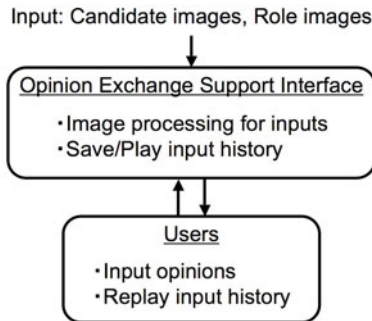 Input: Candidate images, Role images
Opinion Exchange Support Interface
・Image processing for inputs
・Save/Play input history
Users
・Input opinions
・Replay input history